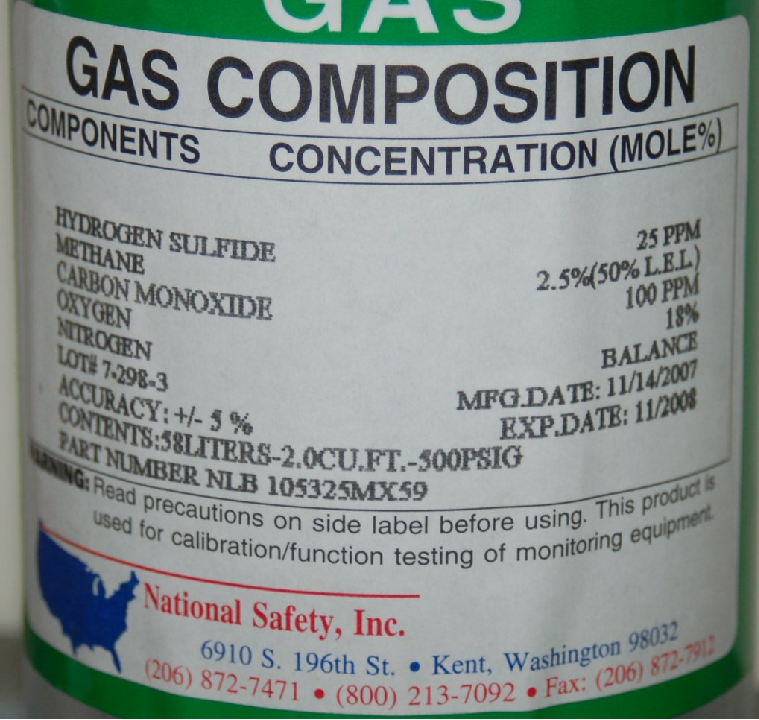 GAS
GAS COMPOSITION
COMPONENTS CONCENTRATION (MOLE%)
HYDROGEN SULFIDE 25 PPM
METHANE 2.5%(50% L.E.L)
CARBON MONOXIDE 100 PPM
OXYGEN 18%
NITROGEN BALANCE
LOT# 7-298-3 MFG.DATE: 11/14/2007
ACCURACY: +/- 5 % EXP.DATE: 11/2008
CONTENTS:58LITERS-2.0CU.FT.-500PSIG
PART NUMBER NLB 105325MX59
WARNING: Read precautions on side label before using. This product is
used for calibration/function testing of monitoring equipment.
National Safety, Inc.
6910 S. 196th St. • Kent, Washington 98032
(206) 872-7471 • (800) 213-7092 • Fax: (206) 872-7912